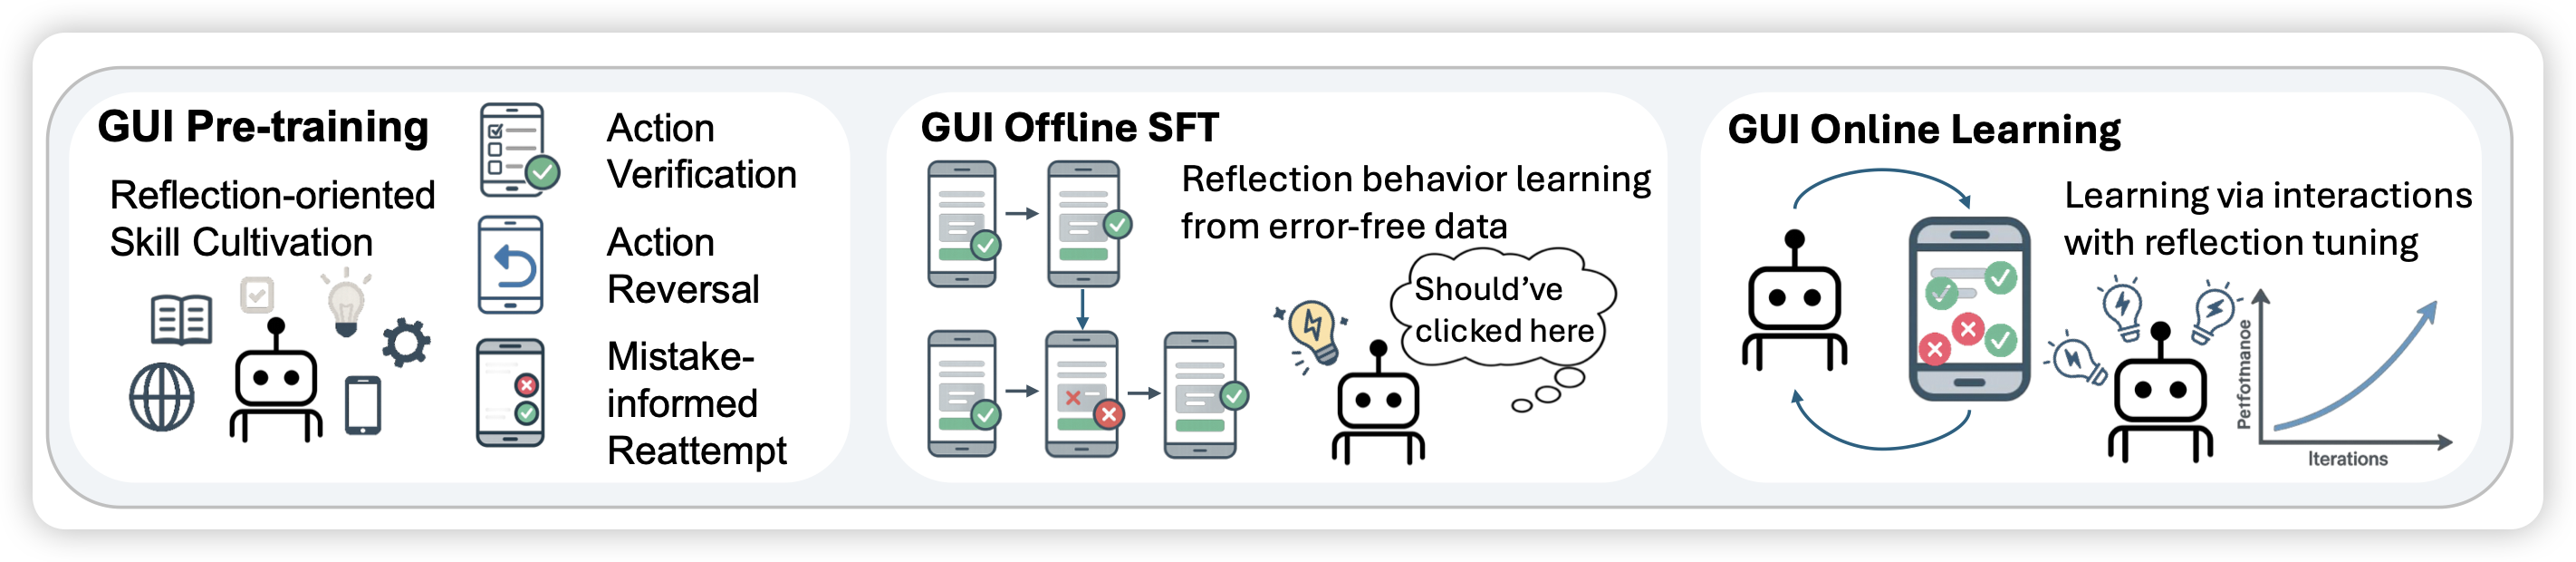 GUI Pre-training
Reflection-oriented
Skill Cultivation
Action
Verification
Action
Reversal
Mistake-
informed
Reattempt
GUI Offline SFT
Reflection behavior learning
from error-free data
Should've
clicked here
GUI Online Learning
Learning via interactions
with reflection tuning
Petfotmanoe
Iterations